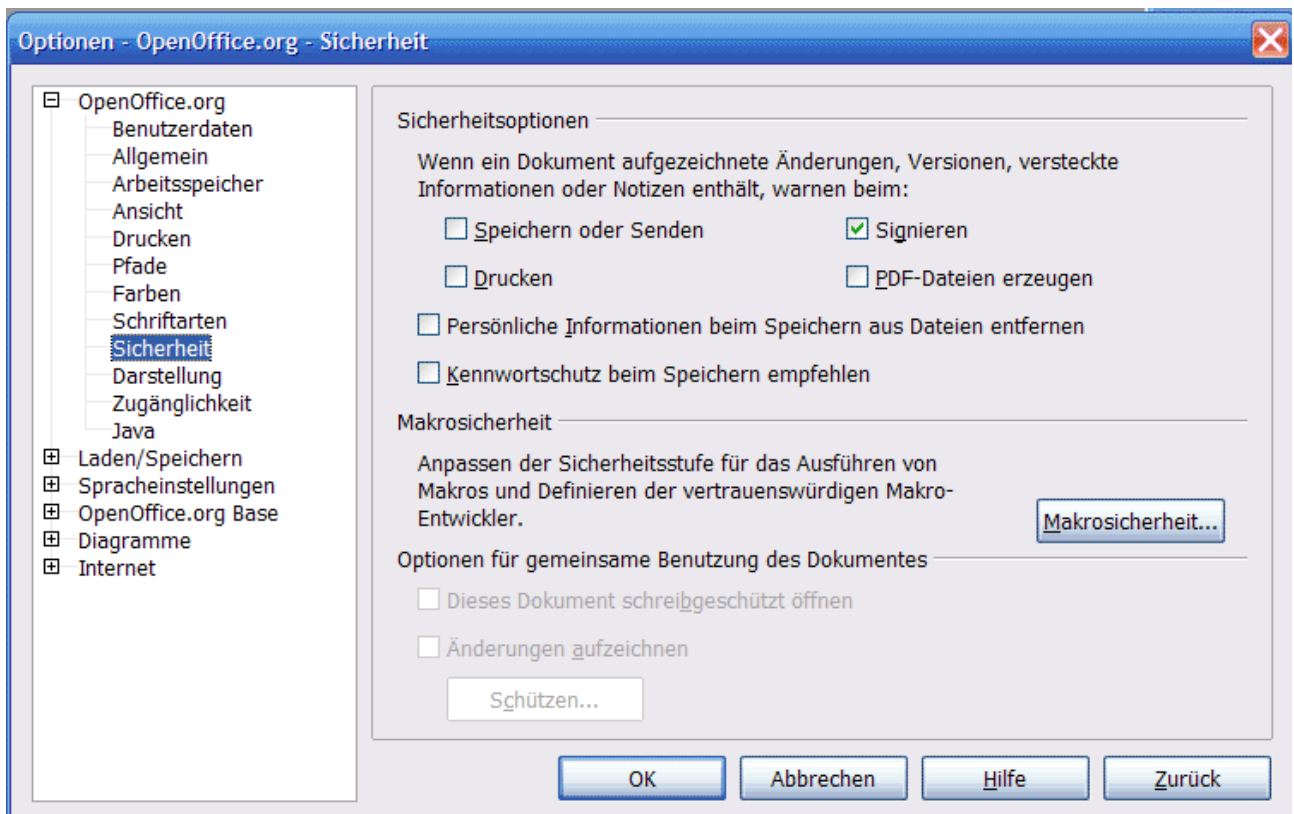 Optionen - OpenOffice.org - Sicherheit
OpenOffice.org
Benutzerdaten
Allgemein
Arbeitsspeicher
Ansicht
Drucken
Pfade
Farben
Schriftarten
Sicherheit
Darstellung
Zugänglichkeit
Java
Laden/Speichern
Spracheinstellungen
OpenOffice.org Base
Diagramme
Internet
Sicherheitsoptionen
Wenn ein Dokument aufgezeichnete Änderungen, Versionen, versteckte
Informationen oder Notizen enthält, warnen beim:
Speichern oder Senden
Signieren
Drucken
PDF-Dateien erzeugen
Persönliche Informationen beim Speichern aus Dateien entfernen
Kennwortschutz beim Speichern empfehlen
Makrosicherheit
Anpassen der Sicherheitsstufe für das Ausführen von
Makros und Definieren der vertrauenswürdigen Makro-
Entwickler.
Makrosicherheit...
Optionen für gemeinsame Benutzung des Dokumentes
Dieses Dokument schreibgeschützt öffnen
Änderungen aufzeichnen
Schützen...
OK
Abbrechen
Hilfe
Zurück